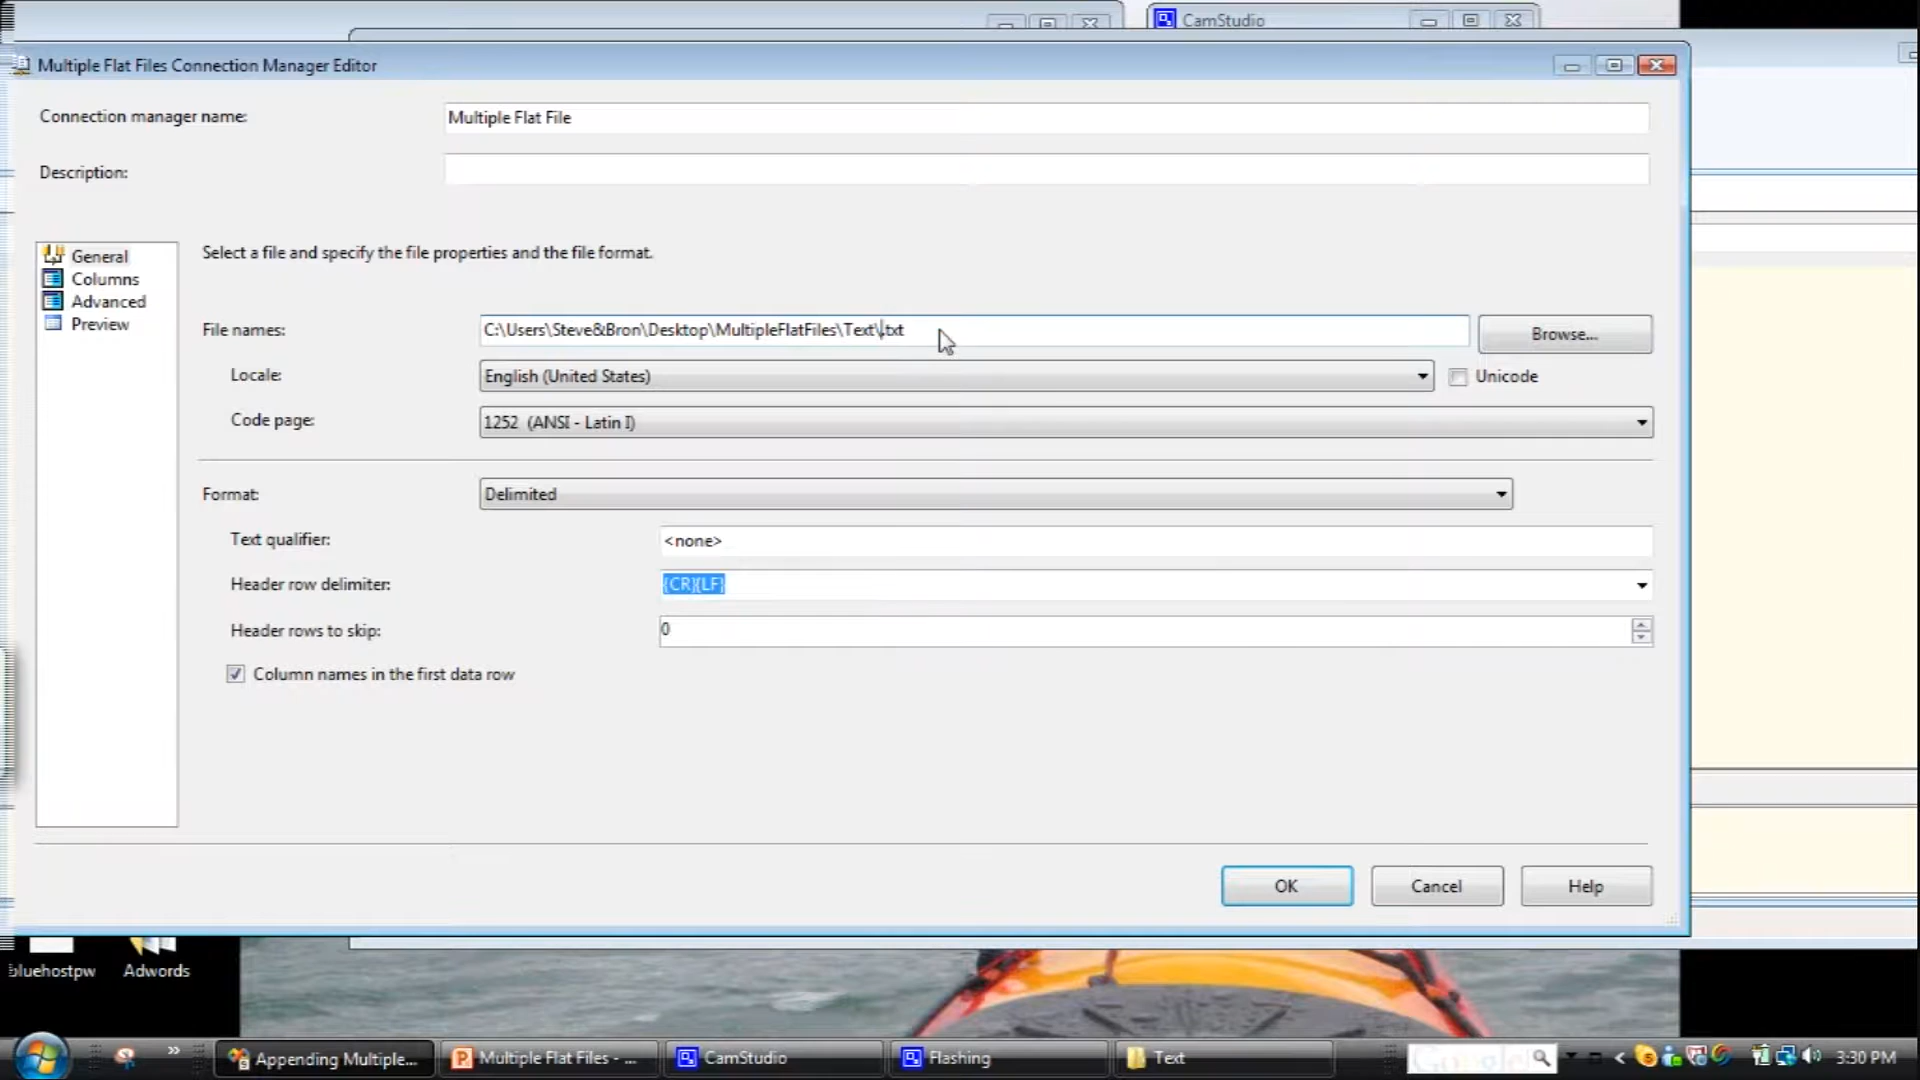 CamStudio
Multiple Flat Files Connection Manager Editor
Connection manager name:
Multiple Flat File
Description:
General
Columns
Advanced
Preview
Select a file and specify the file properties and the file format.
File names:
C:\Users\Steve&Bron\Desktop\MultipleFlatFiles\Text\.txt
Browse...
Locale:
English (United States)
Unicode
Code page:
1252 (ANSI - Latin I)
Format:
Delimited
Text qualifier:
<none>
Header row delimiter:
{CR}{LF}
Header rows to skip:
0
Column names in the first data row
OK
Cancel
Help
bluehostpw
Adwords
Appending Multiple...
Multiple Flat Files - ...
CamStudio
Flashing
Text
Google
3:30 PM